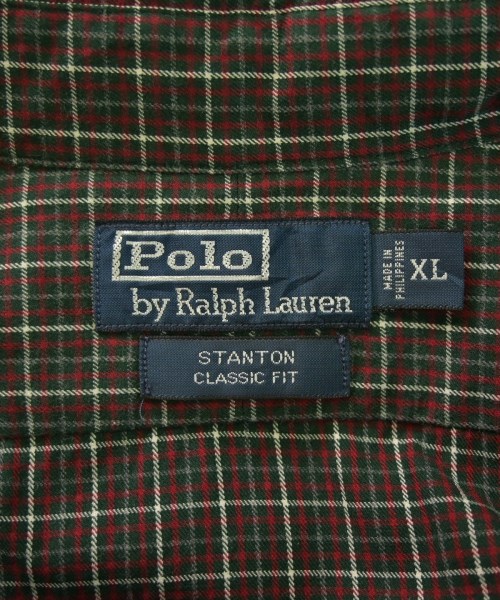 Polo
by Ralph Lauren
MADE IN
PHILIPPINES
XL
STANTON
CLASSIC FIT